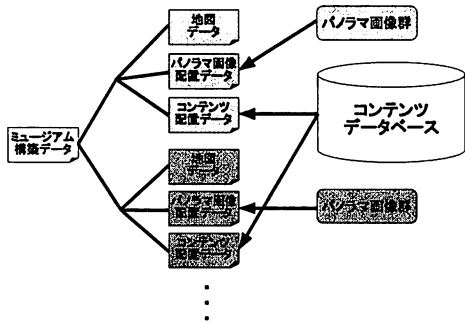 地図
データ
パノラマ画像群
パノラマ画像
配置データ
コンテンツ
配置データ
コンテンツ
データベース
ミュージアム
構築データ
地図
データ
パノラマ画像
配置データ
パノラマ画像群
コンテンツ
配置データ